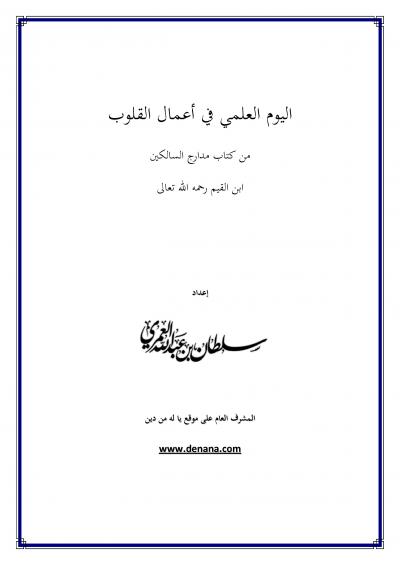 اليوم العلمي في أعمال القلوب
من كتاب مدارج السالكين
ابن القيم رحمه الله تعالى
إعداد
سلطان بن عبدالله العمري
المشرف العام على موقع يا له من دين
www.denana.com